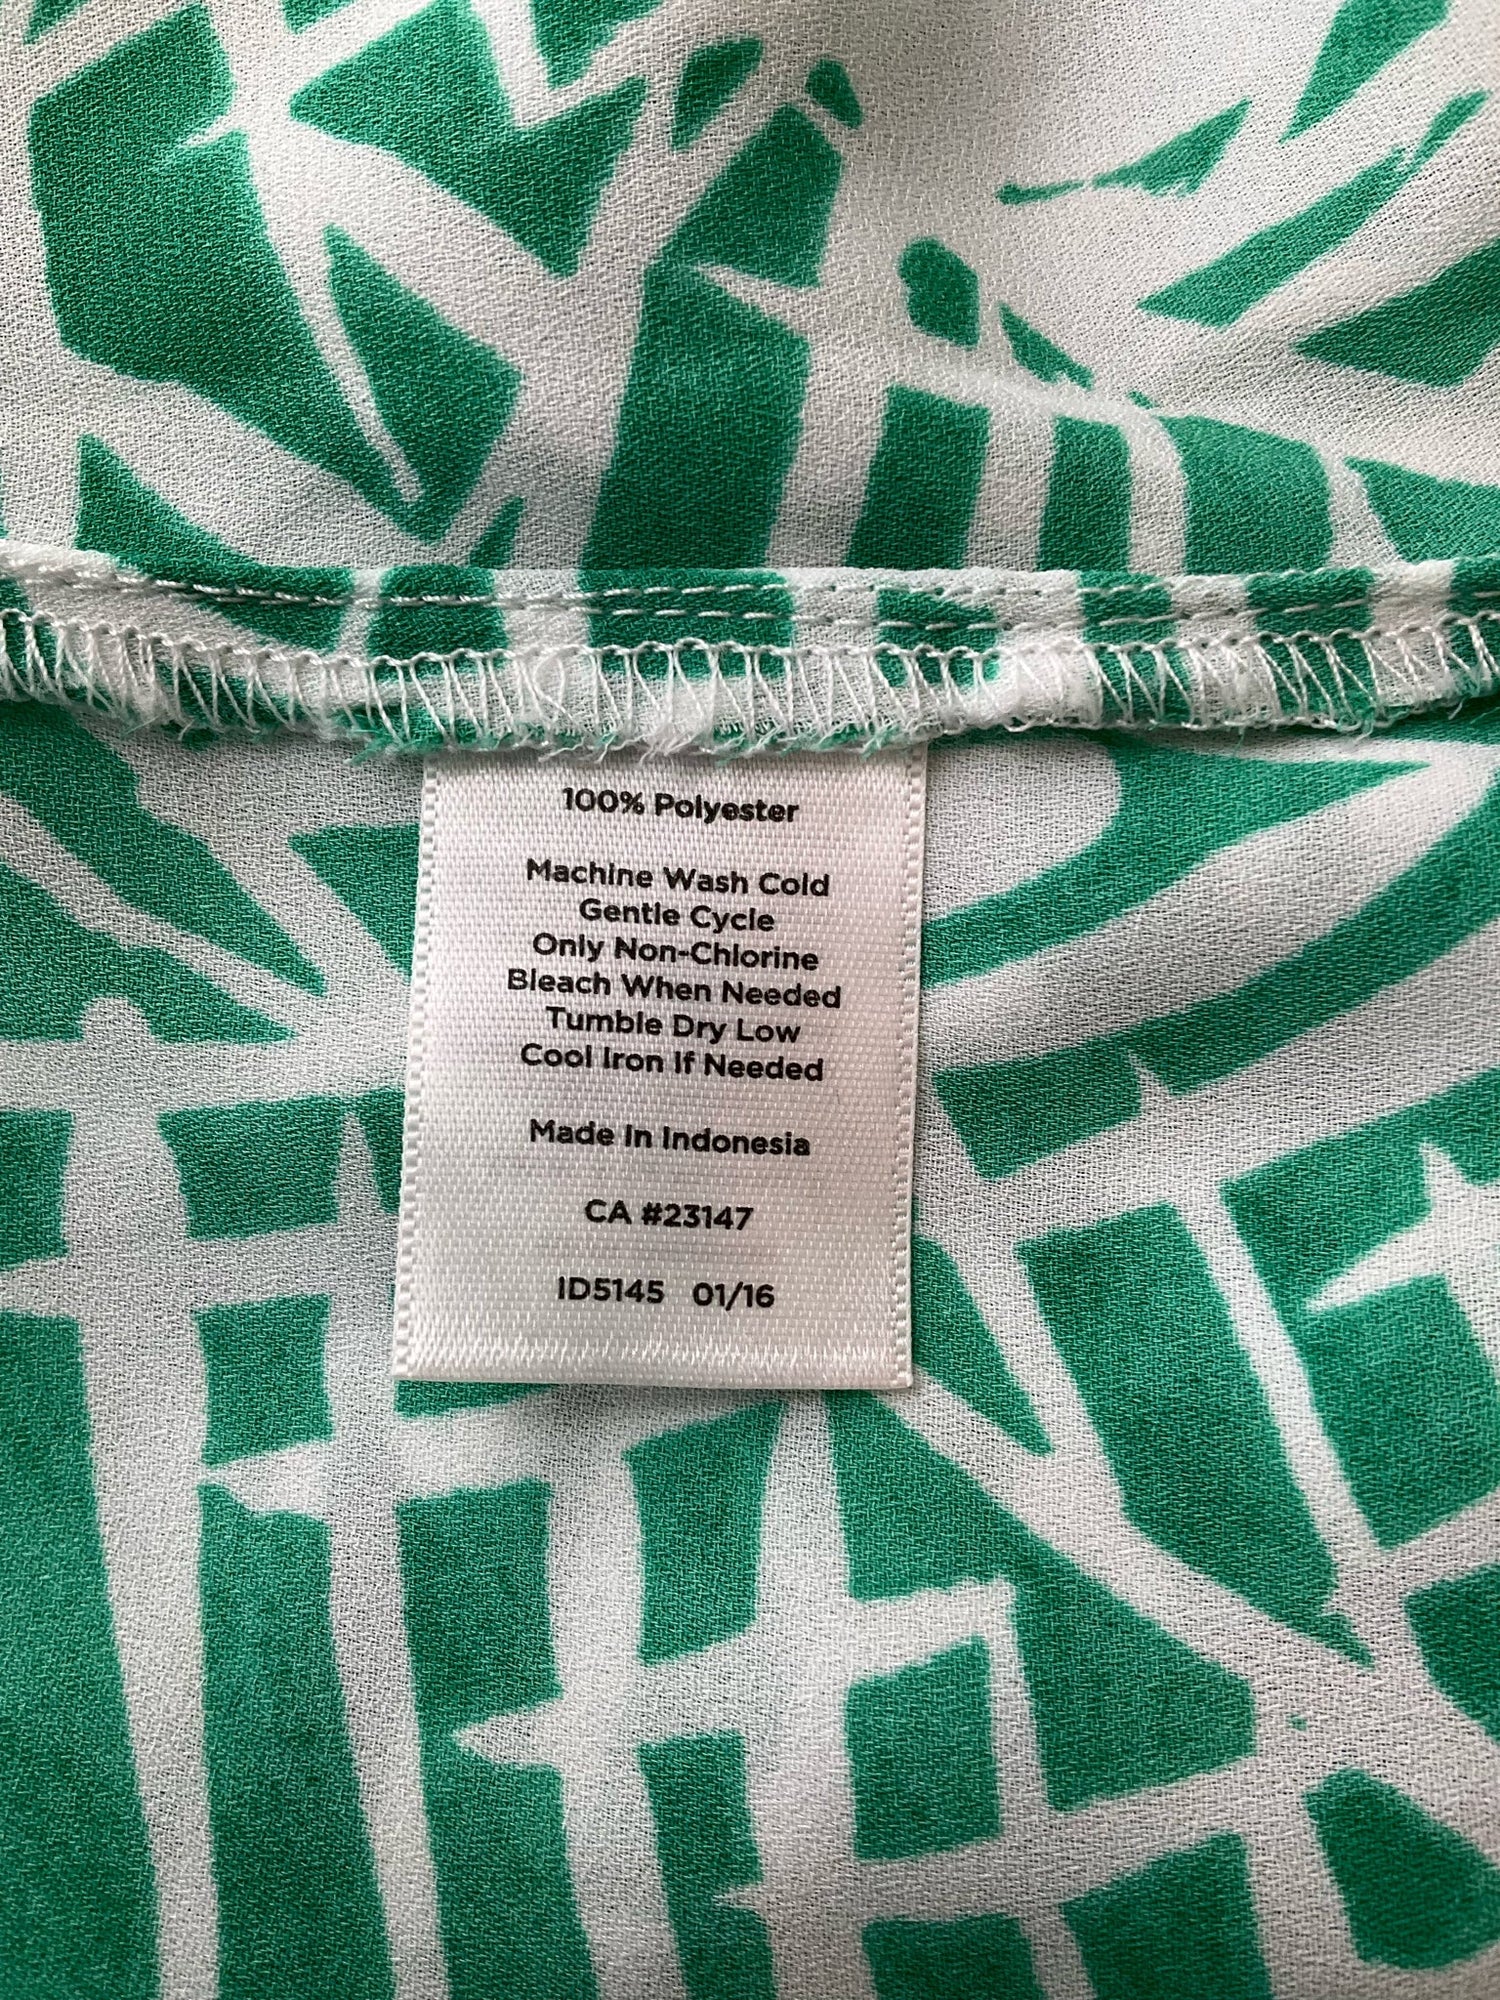 100% Polyester
Machine Wash Cold
Gentle Cycle
Only Non-Chlorine
Bleach When Needed
Tumble Dry Low
Cool Iron If Needed
Made In Indonesia
CA #23147
ID5145 01/16